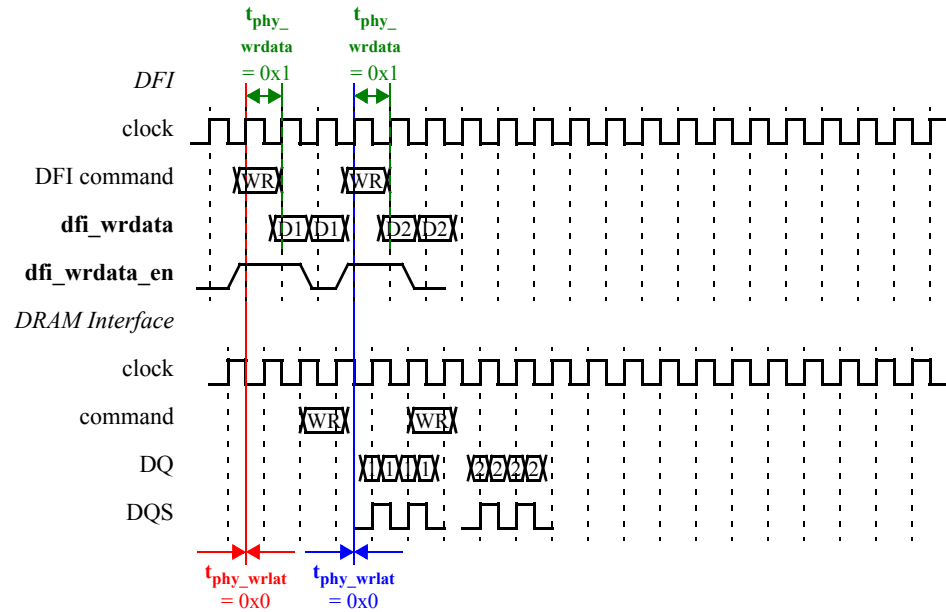 tphy_ tphy_
wrdata wrdata
= 0x1 = 0x1
DFI
clock
DFI command WR WR
dfi_wrdata D1 D1 D2 D2
dfi_wrdata_en
DRAM Interface
clock
command WR WR
DQ 1 1 1 1 2 2 2 2
DQS
tphy_wrlat tphy_wrlat
= 0x0 = 0x0